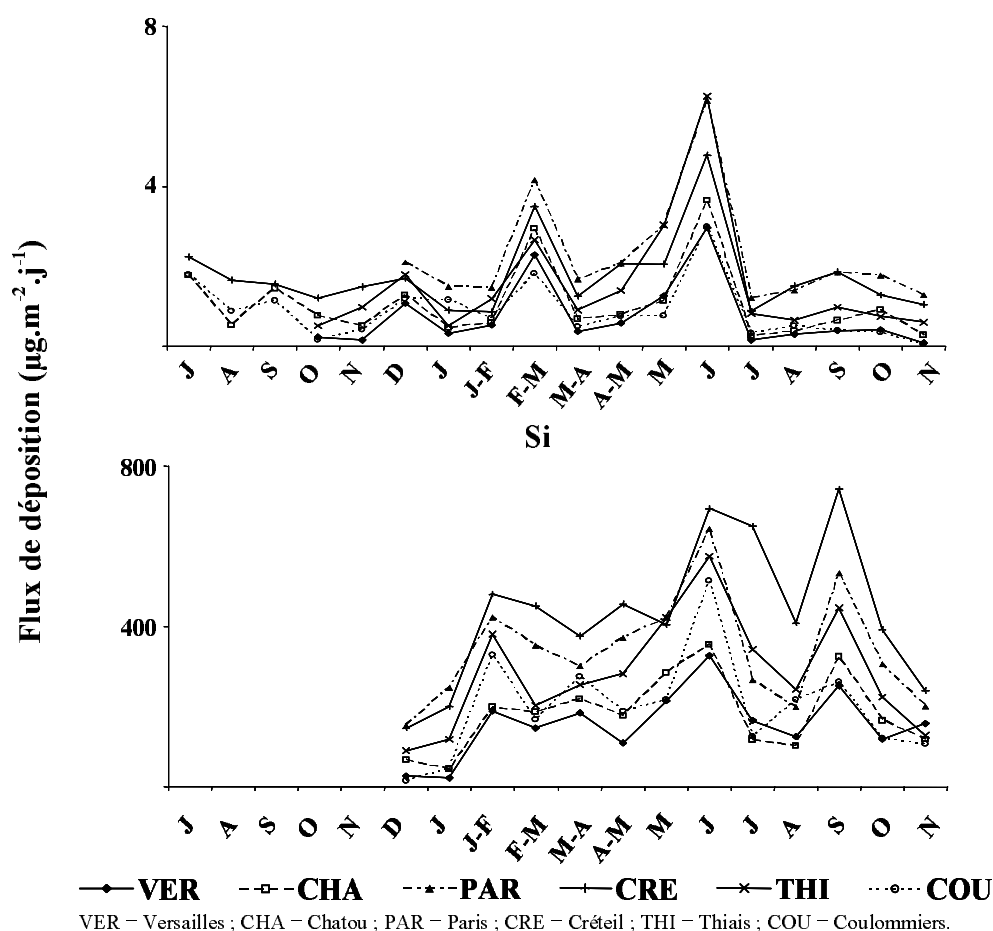 8
4
J A S O N D J J-F F-M M-A A-M M J J A S O N
Si
Flux de déposition (µg.m⁻².j⁻¹)
800
400
J A S O N D J J-F F-M M-A A-M M J J A S O N
VER CHA PAR CRE THI COU
VER – Versailles ; CHA – Chatou ; PAR – Paris ; CRE – Créteil ; THI – Thiais ; COU – Coulommiers.